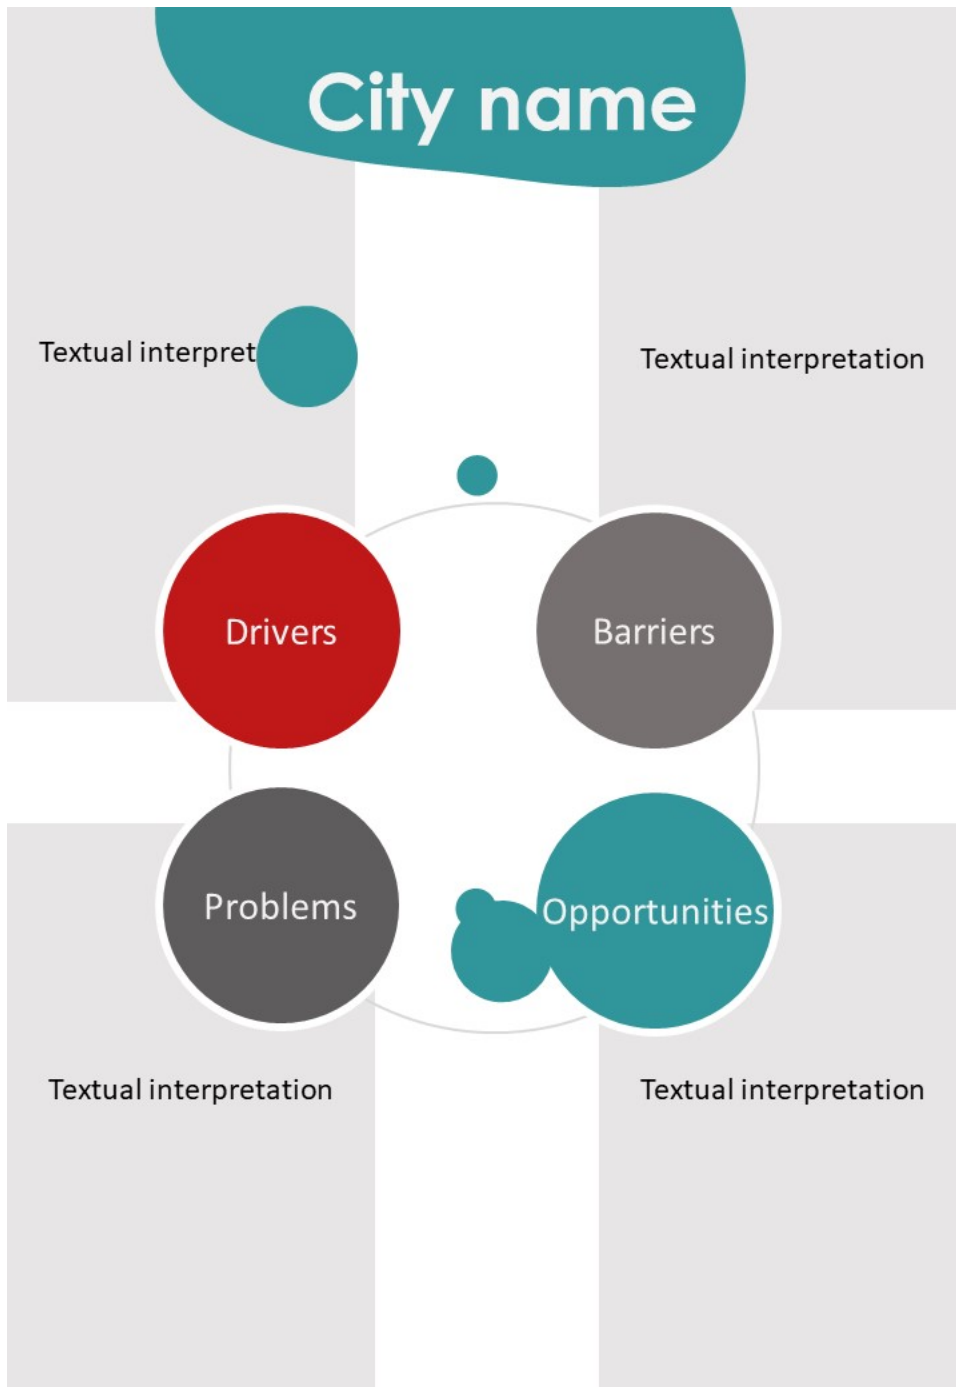 City name
Textual interpret
Textual interpretation
Drivers
Barriers
Problems
Opportunities
Textual interpretation
Textual interpretation